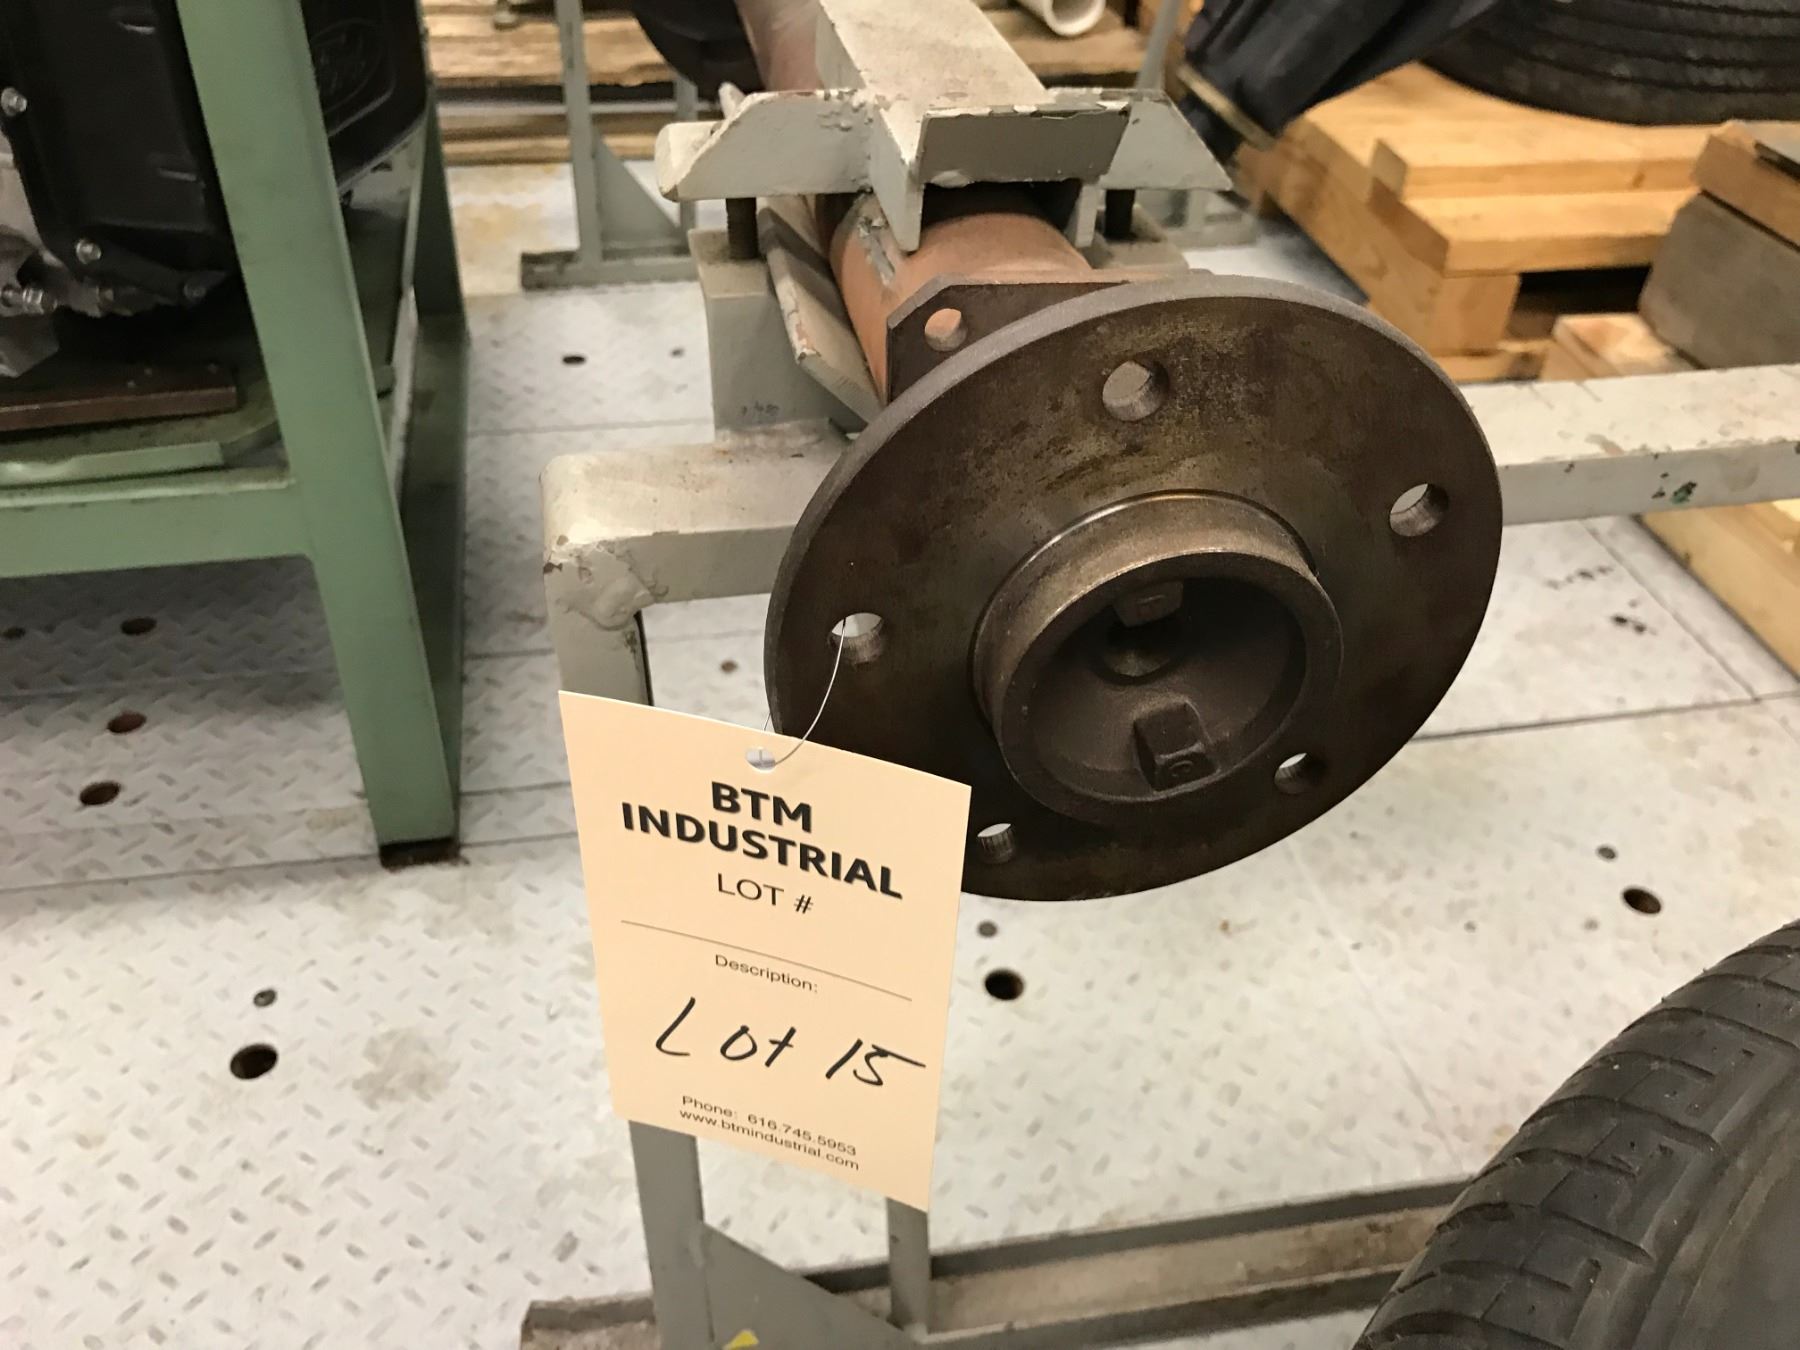 BTM
INDUSTRIAL
LOT #
Description:
Lot 15
Phone: 616.745.5953
www.btmindustrial.com